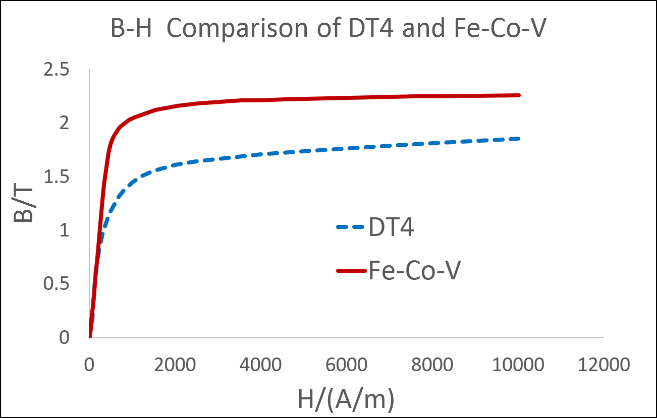 B-H Comparison of DT4 and Fe-Co-V
2.5
2
1.5
1
0.5
0
B/T
DT4
Fe-Co-V
0 2000 4000 6000 8000 10000 12000
H/(A/m)